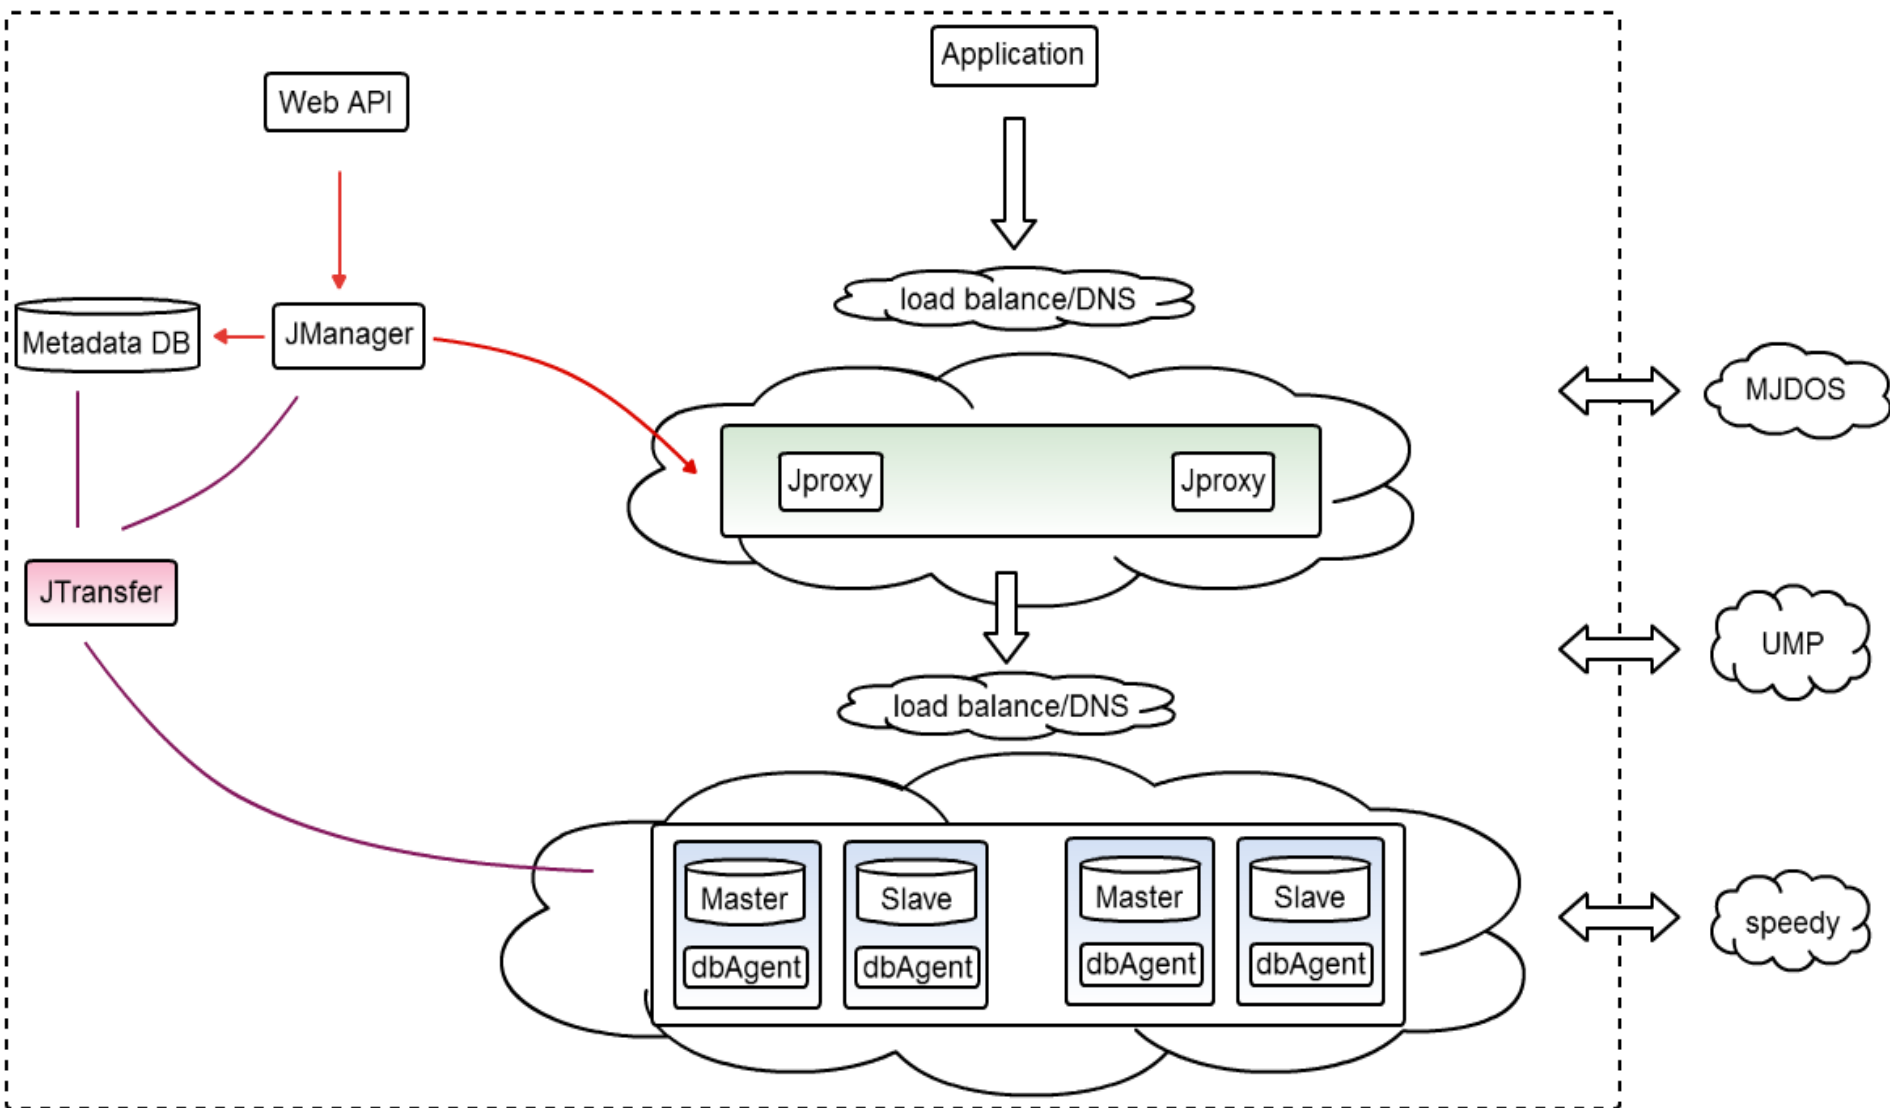 Application
Web API
load balance/DNS
Metadata DB
JManager
MJDOS
Jproxy
Jproxy
JTransfer
UMP
load balance/DNS
Master
Slave
Master
Slave
dbAgent
dbAgent
dbAgent
dbAgent
speedy